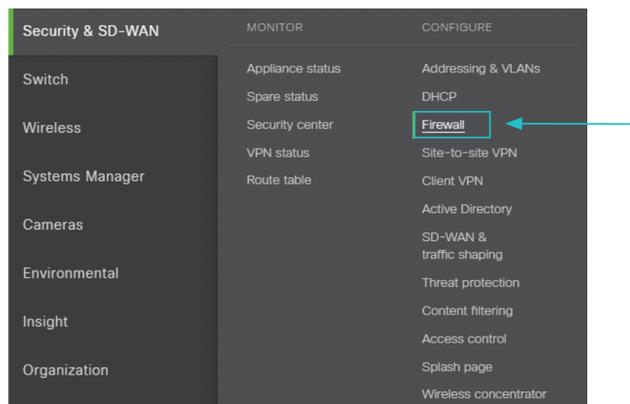 Security & SD-WAN
Switch
Wireless
Systems Manager
Cameras
Environmental
Insight
Organization
MONITOR
Appliance status
Spare status
Security center
VPN status
Route table
CONFIGURE
Addressing & VLANs
DHCP
Firewall
Site-to-site VPN
Client VPN
Active Directory
SD-WAN &
traffic shaping
Threat protection
Content filtering
Access control
Splash page
Wireless concentrator